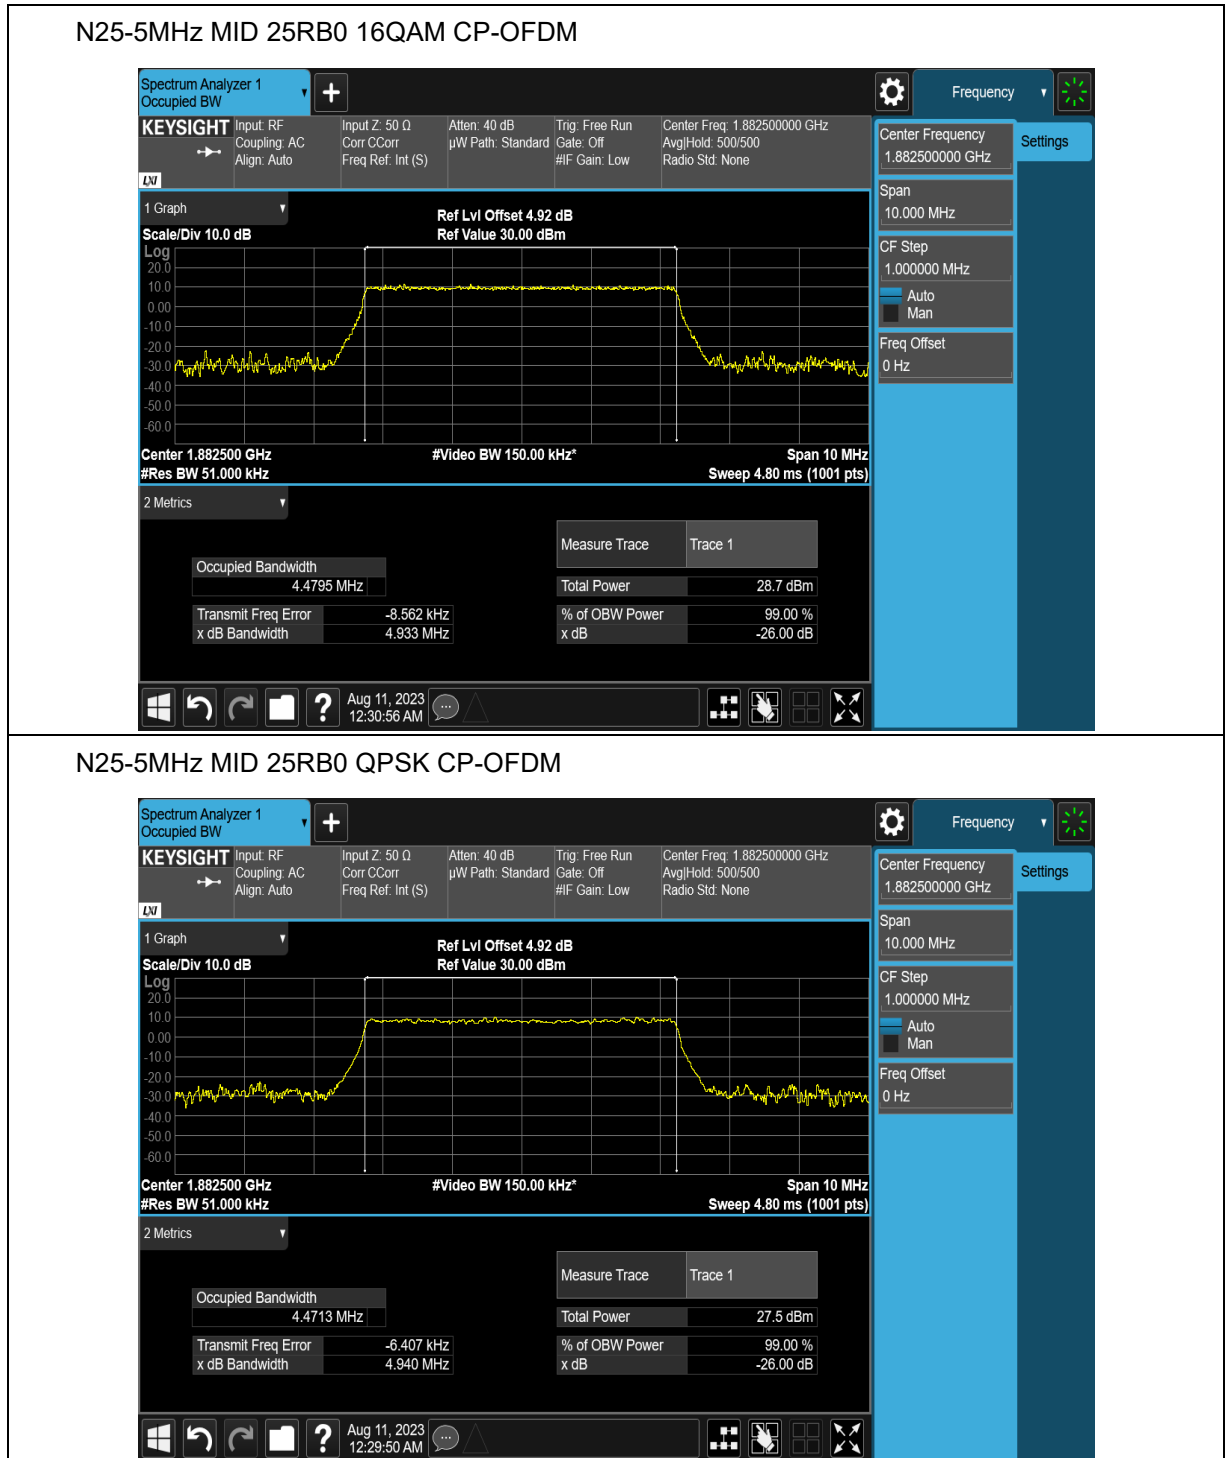 N25-5MHz MID 25RB0 16QAM CP-OFDM
Spectrum Analyzer 1
Occupied BW
Frequency
KEYSIGHT
Input: RF
Coupling: AC
Align: Auto
Input Z: 50 Ω
Corr CCorr
Freq Ref: Int (S)
Atten: 40 dB
µW Path: Standard
Trig: Free Run
Gate: Off
#IF Gain: Low
Center Freq: 1.882500000 GHz
Avg|Hold: 500/500
Radio Std: None
LXI
Center Frequency
1.882500000 GHz
Settings
Span
10.000 MHz
CF Step
1.000000 MHz
Auto
Man
Freq Offset
0 Hz
1 Graph
Scale/Div 10.0 dB
Ref Lvl Offset 4.92 dB
Ref Value 30.00 dBm
Log
20.0
10.0
0.00
-10.0
-20.0
-30.0
-40.0
-50.0
-60.0
Center 1.882500 GHz
#Video BW 150.00 kHz*
Span 10 MHz
#Res BW 51.000 kHz
Sweep 4.80 ms (1001 pts)
2 Metrics
Measure Trace
Trace 1
Occupied Bandwidth
4.4795 MHz
Total Power
28.7 dBm
Transmit Freq Error
-8.562 kHz
% of OBW Power
99.00 %
x dB Bandwidth
4.933 MHz
x dB
-26.00 dB
?
Aug 11, 2023
12:30:56 AM
N25-5MHz MID 25RB0 QPSK CP-OFDM
Spectrum Analyzer 1
Occupied BW
Frequency
KEYSIGHT
Input: RF
Coupling: AC
Align: Auto
Input Z: 50 Ω
Corr CCorr
Freq Ref: Int (S)
Atten: 40 dB
µW Path: Standard
Trig: Free Run
Gate: Off
#IF Gain: Low
Center Freq: 1.882500000 GHz
Avg|Hold: 500/500
Radio Std: None
LXI
Center Frequency
1.882500000 GHz
Settings
Span
10.000 MHz
CF Step
1.000000 MHz
Auto
Man
Freq Offset
0 Hz
1 Graph
Scale/Div 10.0 dB
Ref Lvl Offset 4.92 dB
Ref Value 30.00 dBm
Log
20.0
10.0
0.00
-10.0
-20.0
-30.0
-40.0
-50.0
-60.0
Center 1.882500 GHz
#Video BW 150.00 kHz*
Span 10 MHz
#Res BW 51.000 kHz
Sweep 4.80 ms (1001 pts)
2 Metrics
Measure Trace
Trace 1
Occupied Bandwidth
4.4713 MHz
Total Power
27.5 dBm
Transmit Freq Error
-6.407 kHz
% of OBW Power
99.00 %
x dB Bandwidth
4.940 MHz
x dB
-26.00 dB
?
Aug 11, 2023
12:29:50 AM